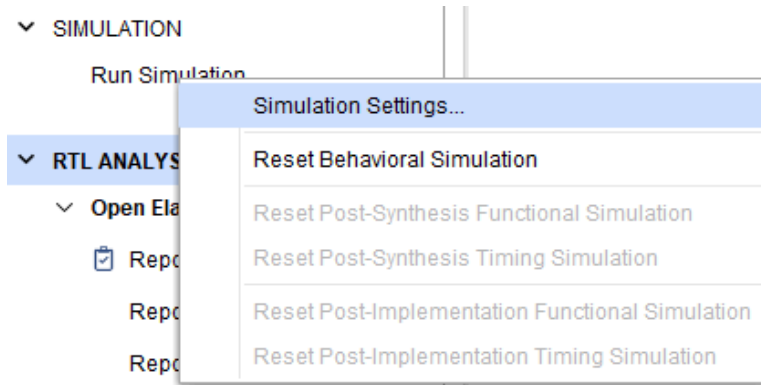 SIMULATION
Run Simulation
Simulation Settings...
Reset Behavioral Simulation
RTL ANALYS
Open Ela
Reset Post-Synthesis Functional Simulation
Repo
Reset Post-Synthesis Timing Simulation
Repo
Reset Post-Implementation Functional Simulation
Repo
Reset Post-Implementation Timing Simulation